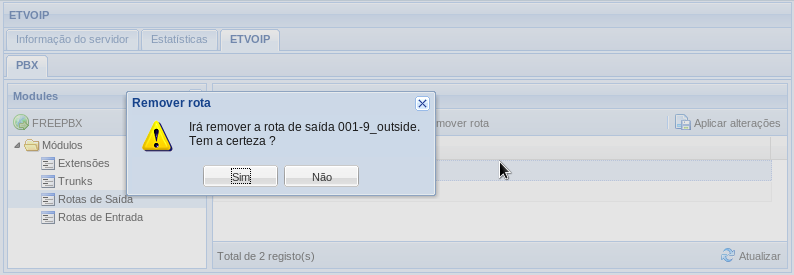 ETVOIP
Informação do servidor Estatísticas ETVOIP
PBX
Modules
Remover rota
FREEPBX
mover rota
Aplicar alterações
Irá remover a rota de saída 001-9_outside.
Tem a certeza ?
Sim Não
Módulos
Extensões
Trunks
Rotas de Saída
Rotas de Entrada
Total de 2 registo(s)
Atualizar